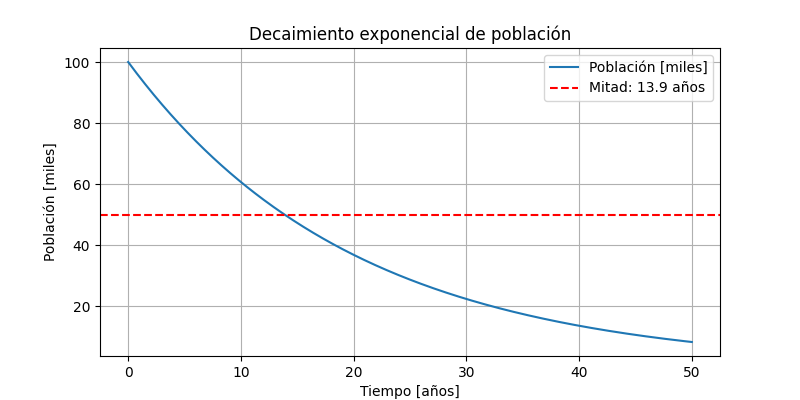 Decaimiento exponencial de población
Población [miles]
Mitad: 13.9 años
Población [miles]
100
80
60
40
20
0 10 20 30 40 50
Tiempo [años]